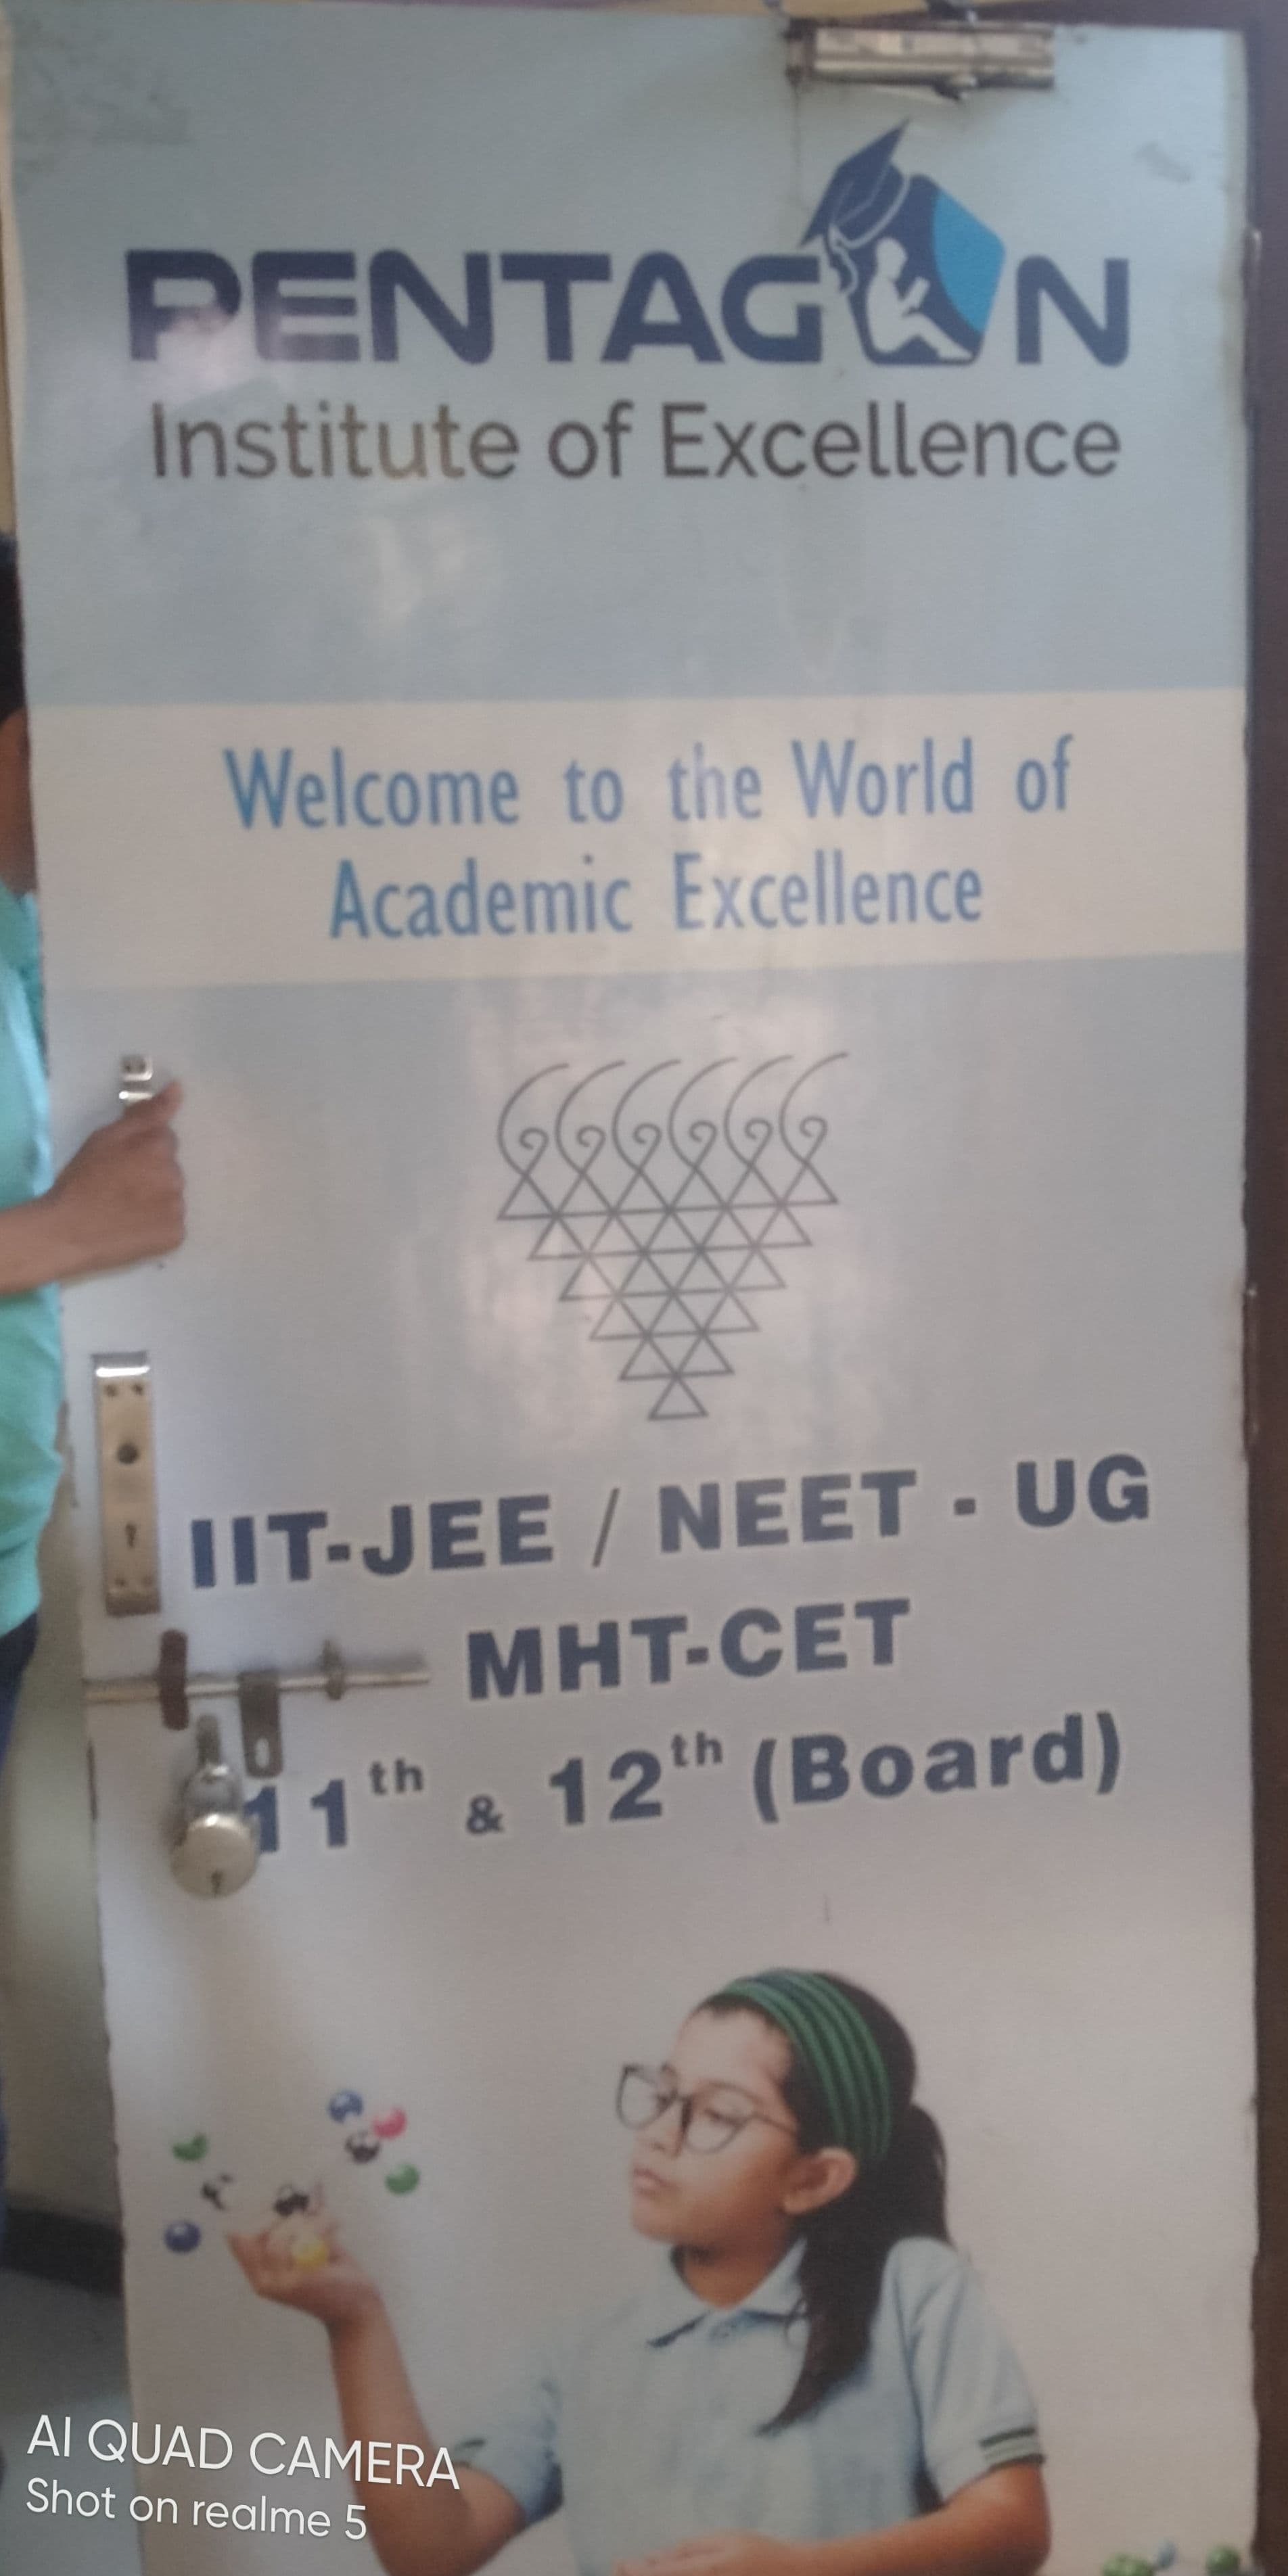 PENTAGON
Institute of Excellence
Welcome to the World of
Academic Excellence
IIT-JEE / NEET - UG
MHT-CET
11th & 12th (Board)
AI QUAD CAMERA
Shot on realme 5